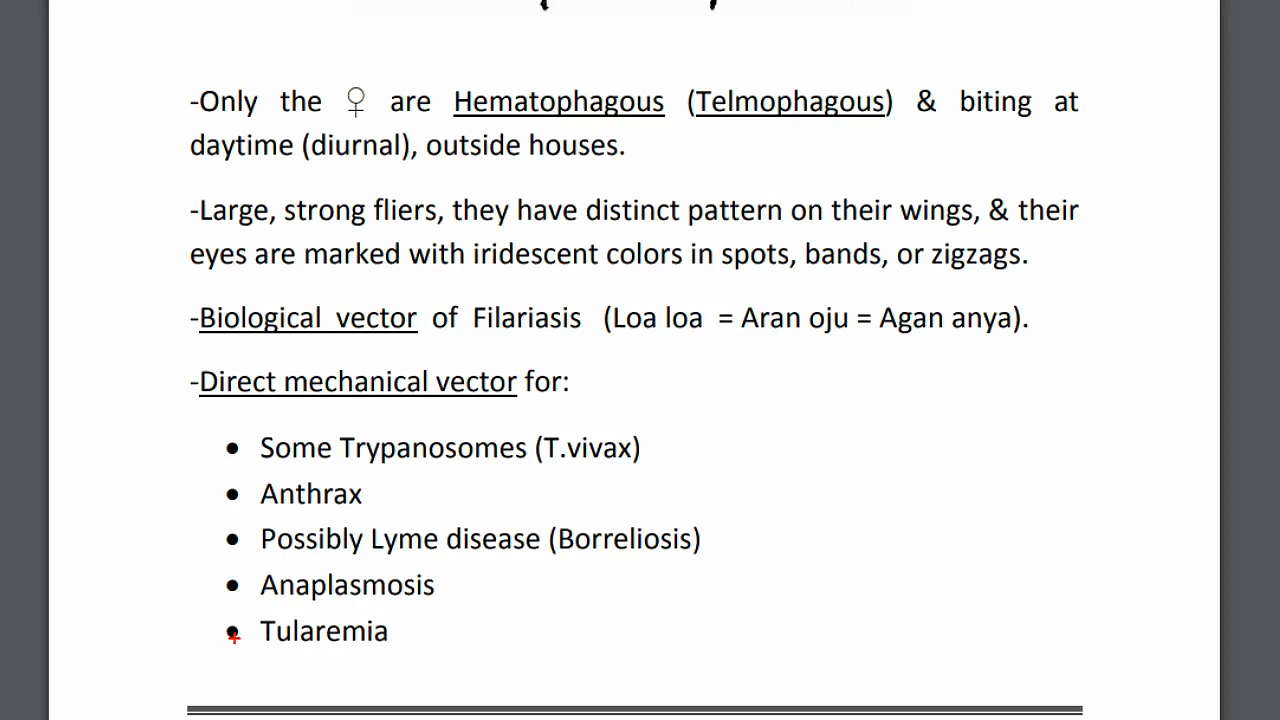 -Only the ♀ are Hematophagous (Telmophagous) & biting at
daytime (diurnal), outside houses.
-Large, strong fliers, they have distinct pattern on their wings, & their
eyes are marked with iridescent colors in spots, bands, or zigzags.
-Biological vector of Filariasis (Loa loa = Aran oju = Agan anya).
-Direct mechanical vector for:
• Some Trypanosomes (T.vivax)
• Anthrax
• Possibly Lyme disease (Borreliosis)
• Anaplasmosis
• Tularemia